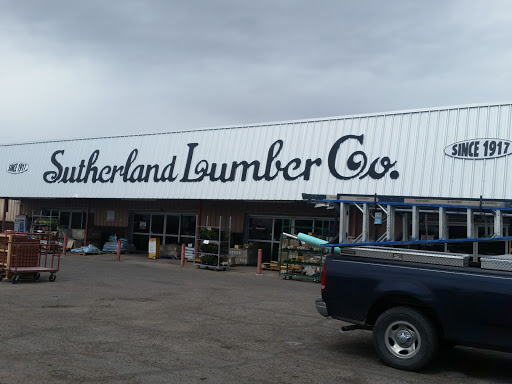 SINCE 1917
Sutherland Lumber Co.
SINCE 1917